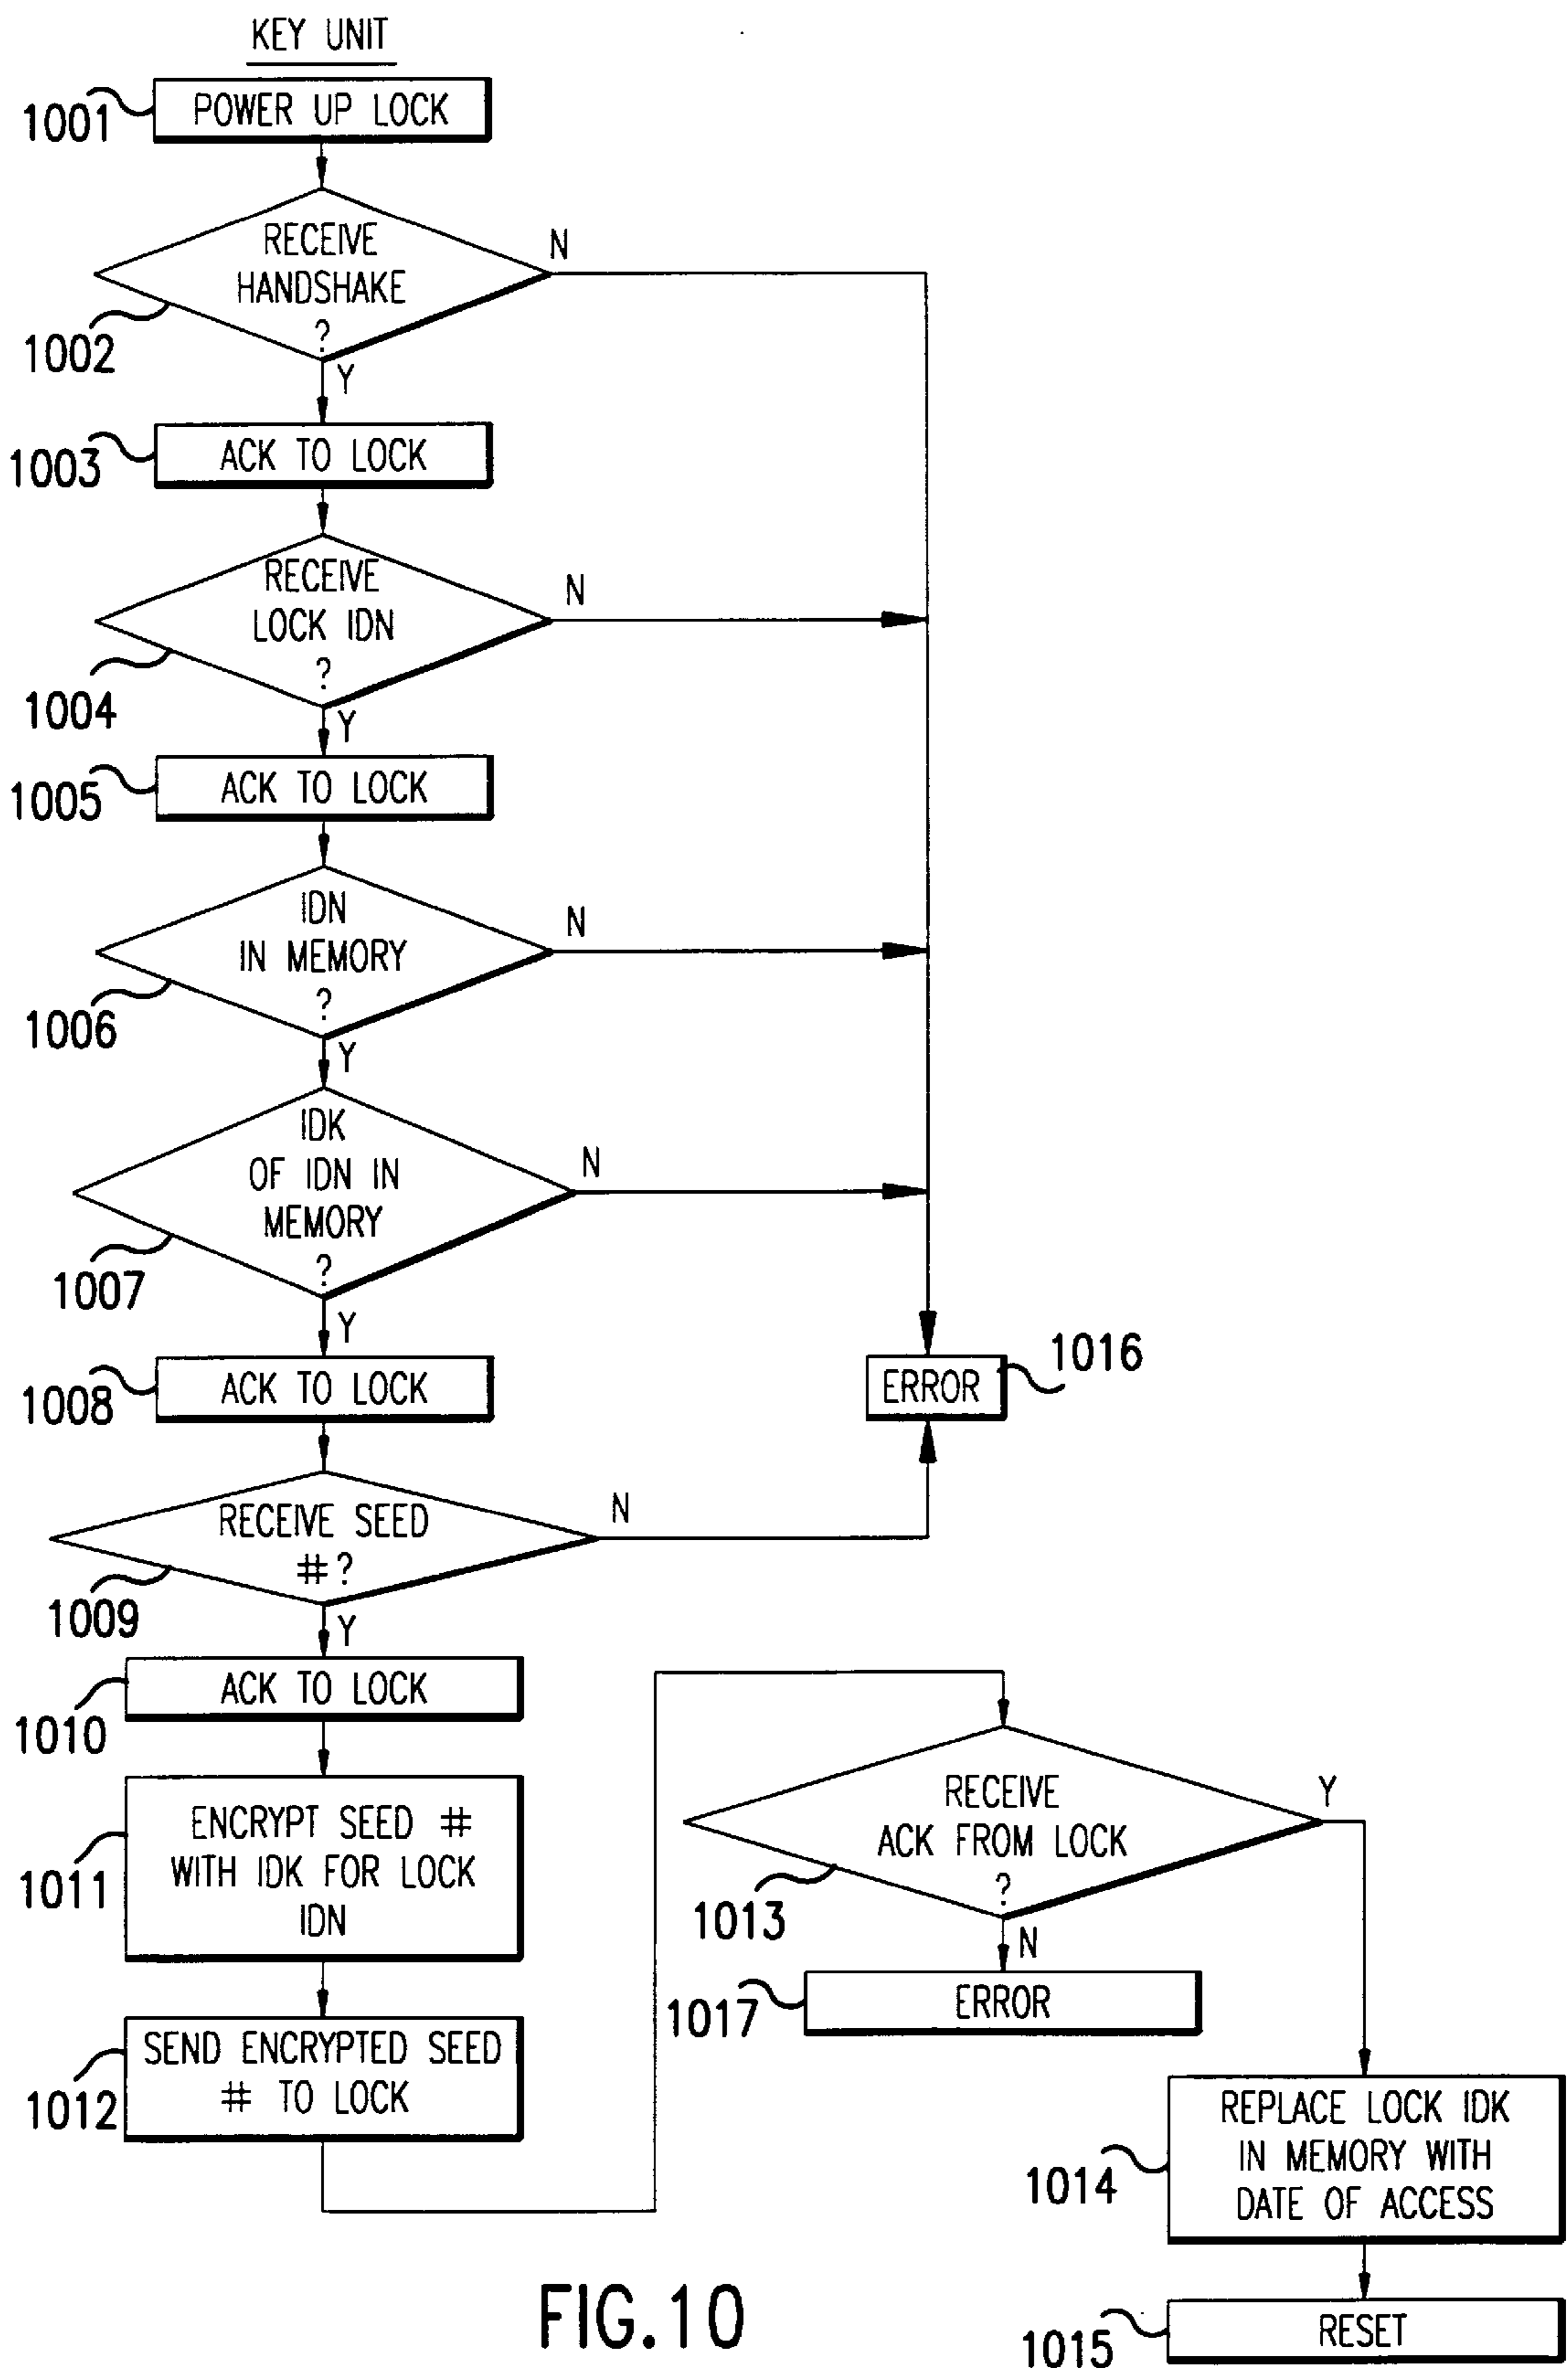 KEY UNIT
1001
POWER UP LOCK
RECEIVE
HANDSHAKE
?
N
1002
Y
1003
ACK TO LOCK
RECEIVE
LOCK IDN
?
N
1004
Y
1005
ACK TO LOCK
IDN
IN MEMORY
?
N
1006
Y
IDK
OF IDN IN
MEMORY
?
N
1007
Y
1008
ACK TO LOCK
ERROR
1016
RECEIVE SEED
#?
N
1009
Y
1010
ACK TO LOCK
1011
ENCRYPT SEED #
WITH IDK FOR LOCK
IDN
1012
SEND ENCRYPTED SEED
# TO LOCK
RECEIVE
ACK FROM LOCK
?
Y
1013
N
1017
ERROR
1014
REPLACE LOCK IDK
IN MEMORY WITH
DATE OF ACCESS
1015
RESET
FIG.10